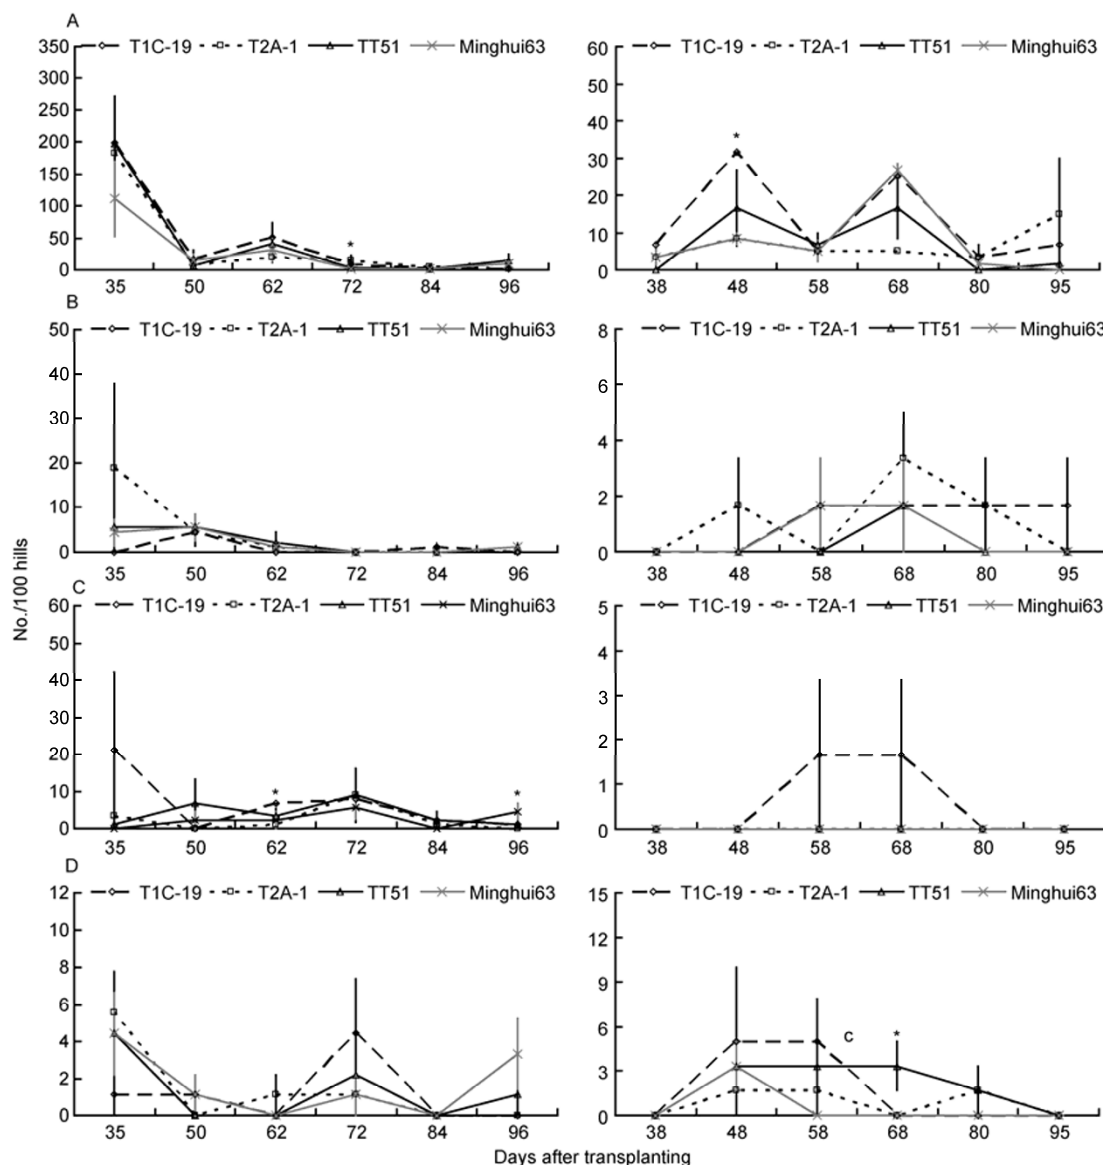 A
T1C-19 T2A-1 TT51 Minghui63
350
300
250
200
150
100
50
0
35 50 62 72 84 96
*
T1C-19 T2A-1 TT51 Minghui63
60
50
40
30
20
10
0
38 48 58 68 80 95
*
B
T1C-19 T2A-1 TT51 Minghui63
50
40
30
20
10
0
35 50 62 72 84 96
T1C-19 T2A-1 TT51 Minghui63
8
6
4
2
0
38 48 58 68 80 95
No./100 hills
C
T1C-19 T2A-1 TT51 Minghui63
60
50
40
30
20
10
0
35 50 62 72 84 96
* *
T1C-19 T2A-1 TT51 Minghui63
5
4
3
2
1
0
38 48 58 68 80 95
D
T1C-19 T2A-1 TT51 Minghui63
12
10
8
6
4
2
0
35 50 62 72 84 96
T1C-19 T2A-1 TT51 Minghui63
15
12
9
6
3
0
38 48 58 68 80 95
c *
Days after transplanting